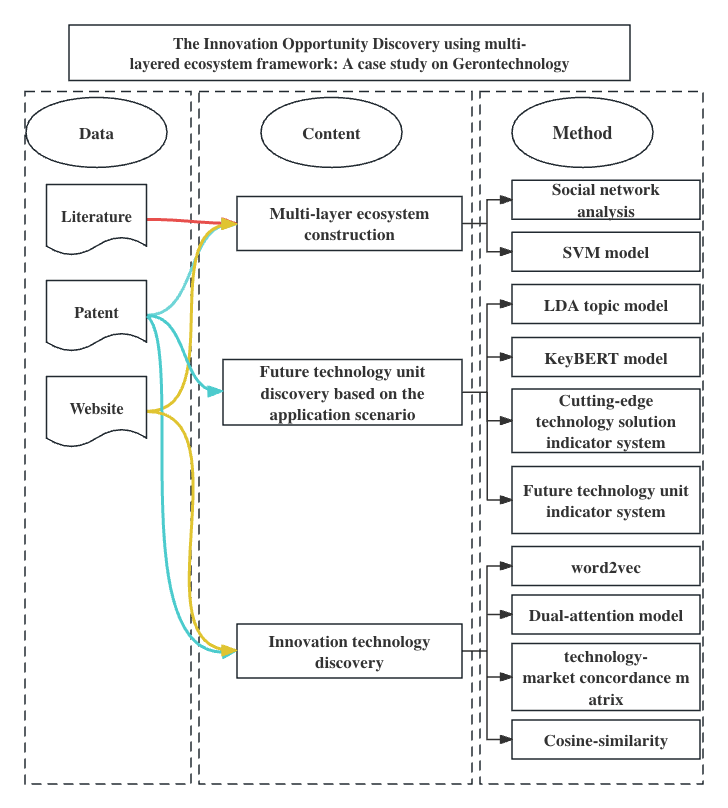 The Innovation Opportunity Discovery using multi-
layered ecosystem framework: A case study on Gerontechnology
Data
Content
Method
Literature
Patent
Website
Multi-layer ecosystem
construction
Future technology unit
discovery based on the
application scenario
Innovation technology
discovery
Social network
analysis
SVM model
LDA topic model
KeyBERT model
Cutting-edge
technology solution
indicator system
Future technology unit
indicator system
word2vec
Dual-attention model
technology-
market concordance m
atrix
Cosine-similarity